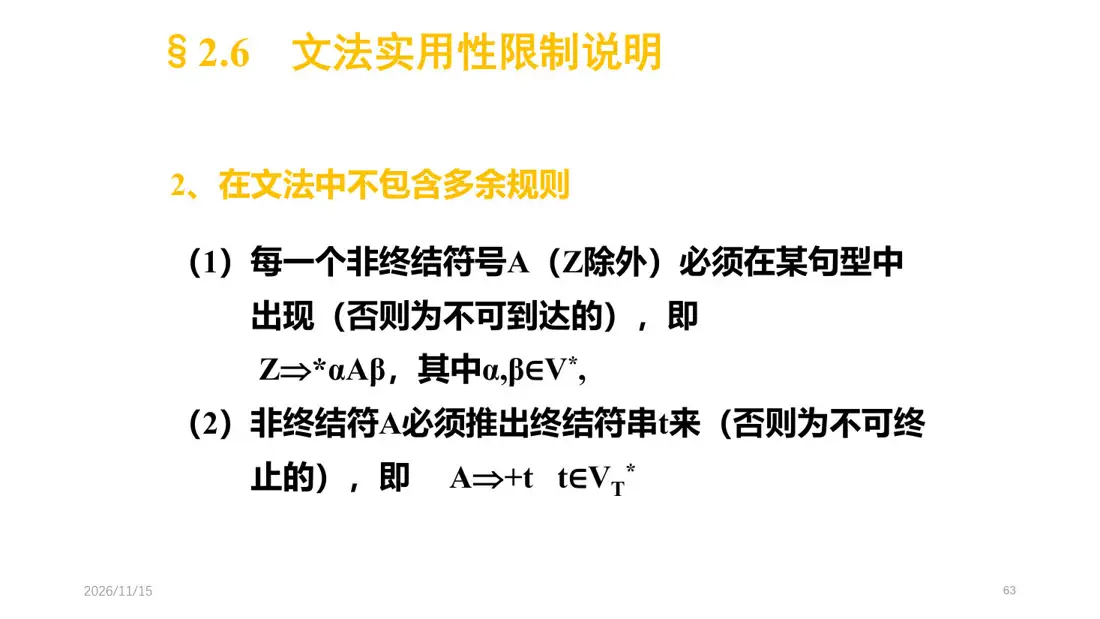 §2.6 文法实用性限制说明
2、在文法中不包含多余规则
（1）每一个非终结符号A（Z除外）必须在某句型中
出现（否则为不可到达的），即
Z⇒*αAβ，其中α,β∈V*,
（2）非终结符A必须推出终结符串t来（否则为不可终
止的），即 A⇒+t t∈VT*
2026/11/15
63